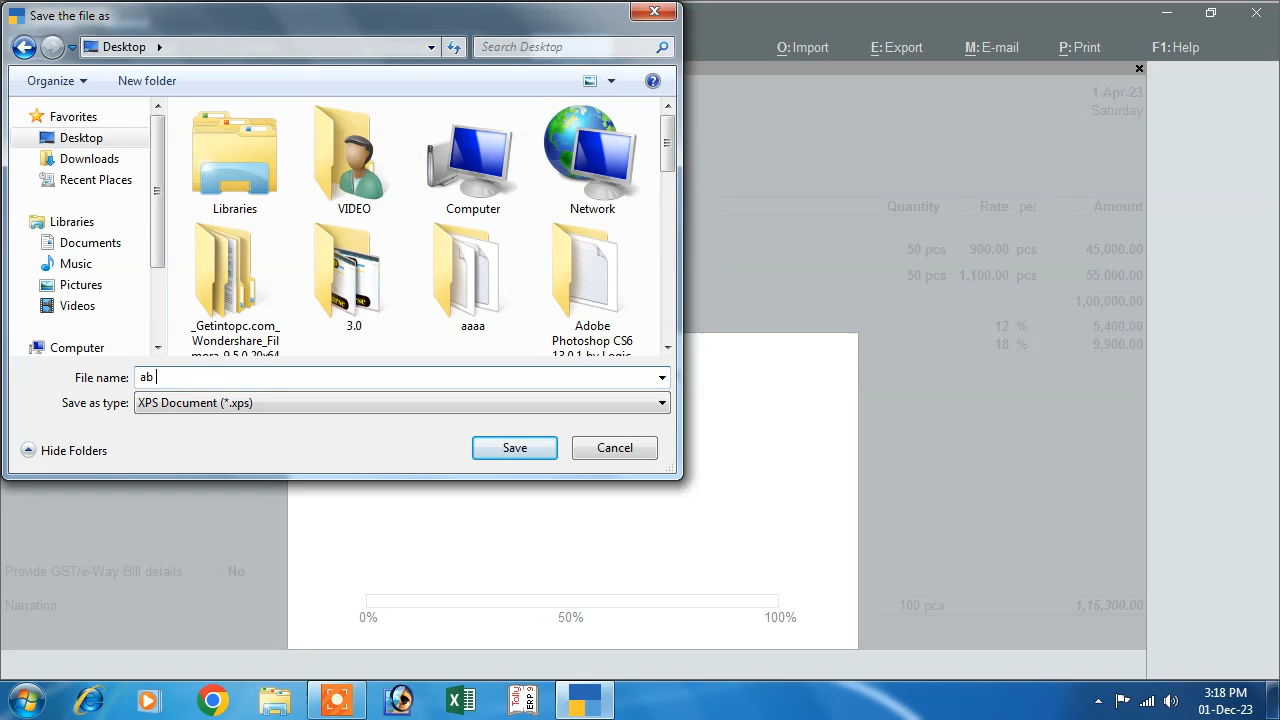 Save the file as
Desktop
Search Desktop
O:Import
E:Export
M:E-mail
P:Print
F1:Help
Organize
New folder
Favorites
Desktop
Downloads
Recent Places
Libraries
Documents
Music
Pictures
Videos
Computer
Libraries
VIDEO
Computer
Network
_Getintopc.com_
Wondershare_Fil
mora_9.5.0.20x64
3.0
aaaa
Adobe
Photoshop CS6
13.0.1 by Logic
File name: ab
Save as type: XPS Document (*.xps)
Hide Folders
Save
Cancel
1-Apr-23
Saturday
Quantity Rate per Amount
50 pcs 900.00 pcs 45,000.00
50 pcs 1,100.00 pcs 55,000.00
1,00,000.00
12 % 5,400.00
18 % 9,900.00
Provide GST/e-Way Bill details : No
Narration:
100 pcs 1,15,300.00
0% 50% 100%
Tally
ERP 9
3:18 PM
01-Dec-23